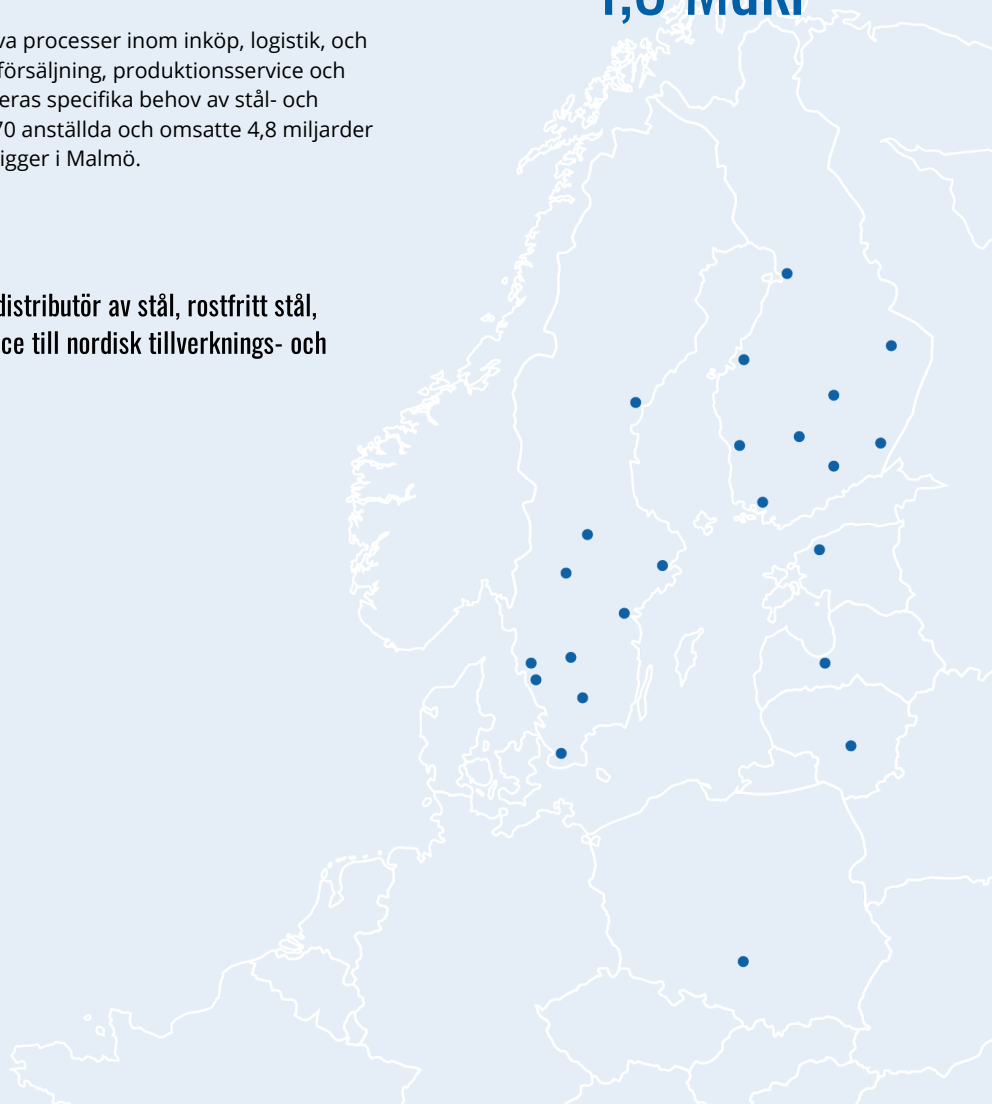 va processer inom inköp, logistik, och
försäljning, produktionsservice och
eras specifika behov av stål- och
70 anställda och omsatte 4,8 miljarder
igger i Malmö.
distributör av stål, rostfritt stål,
ce till nordisk tillverknings- och